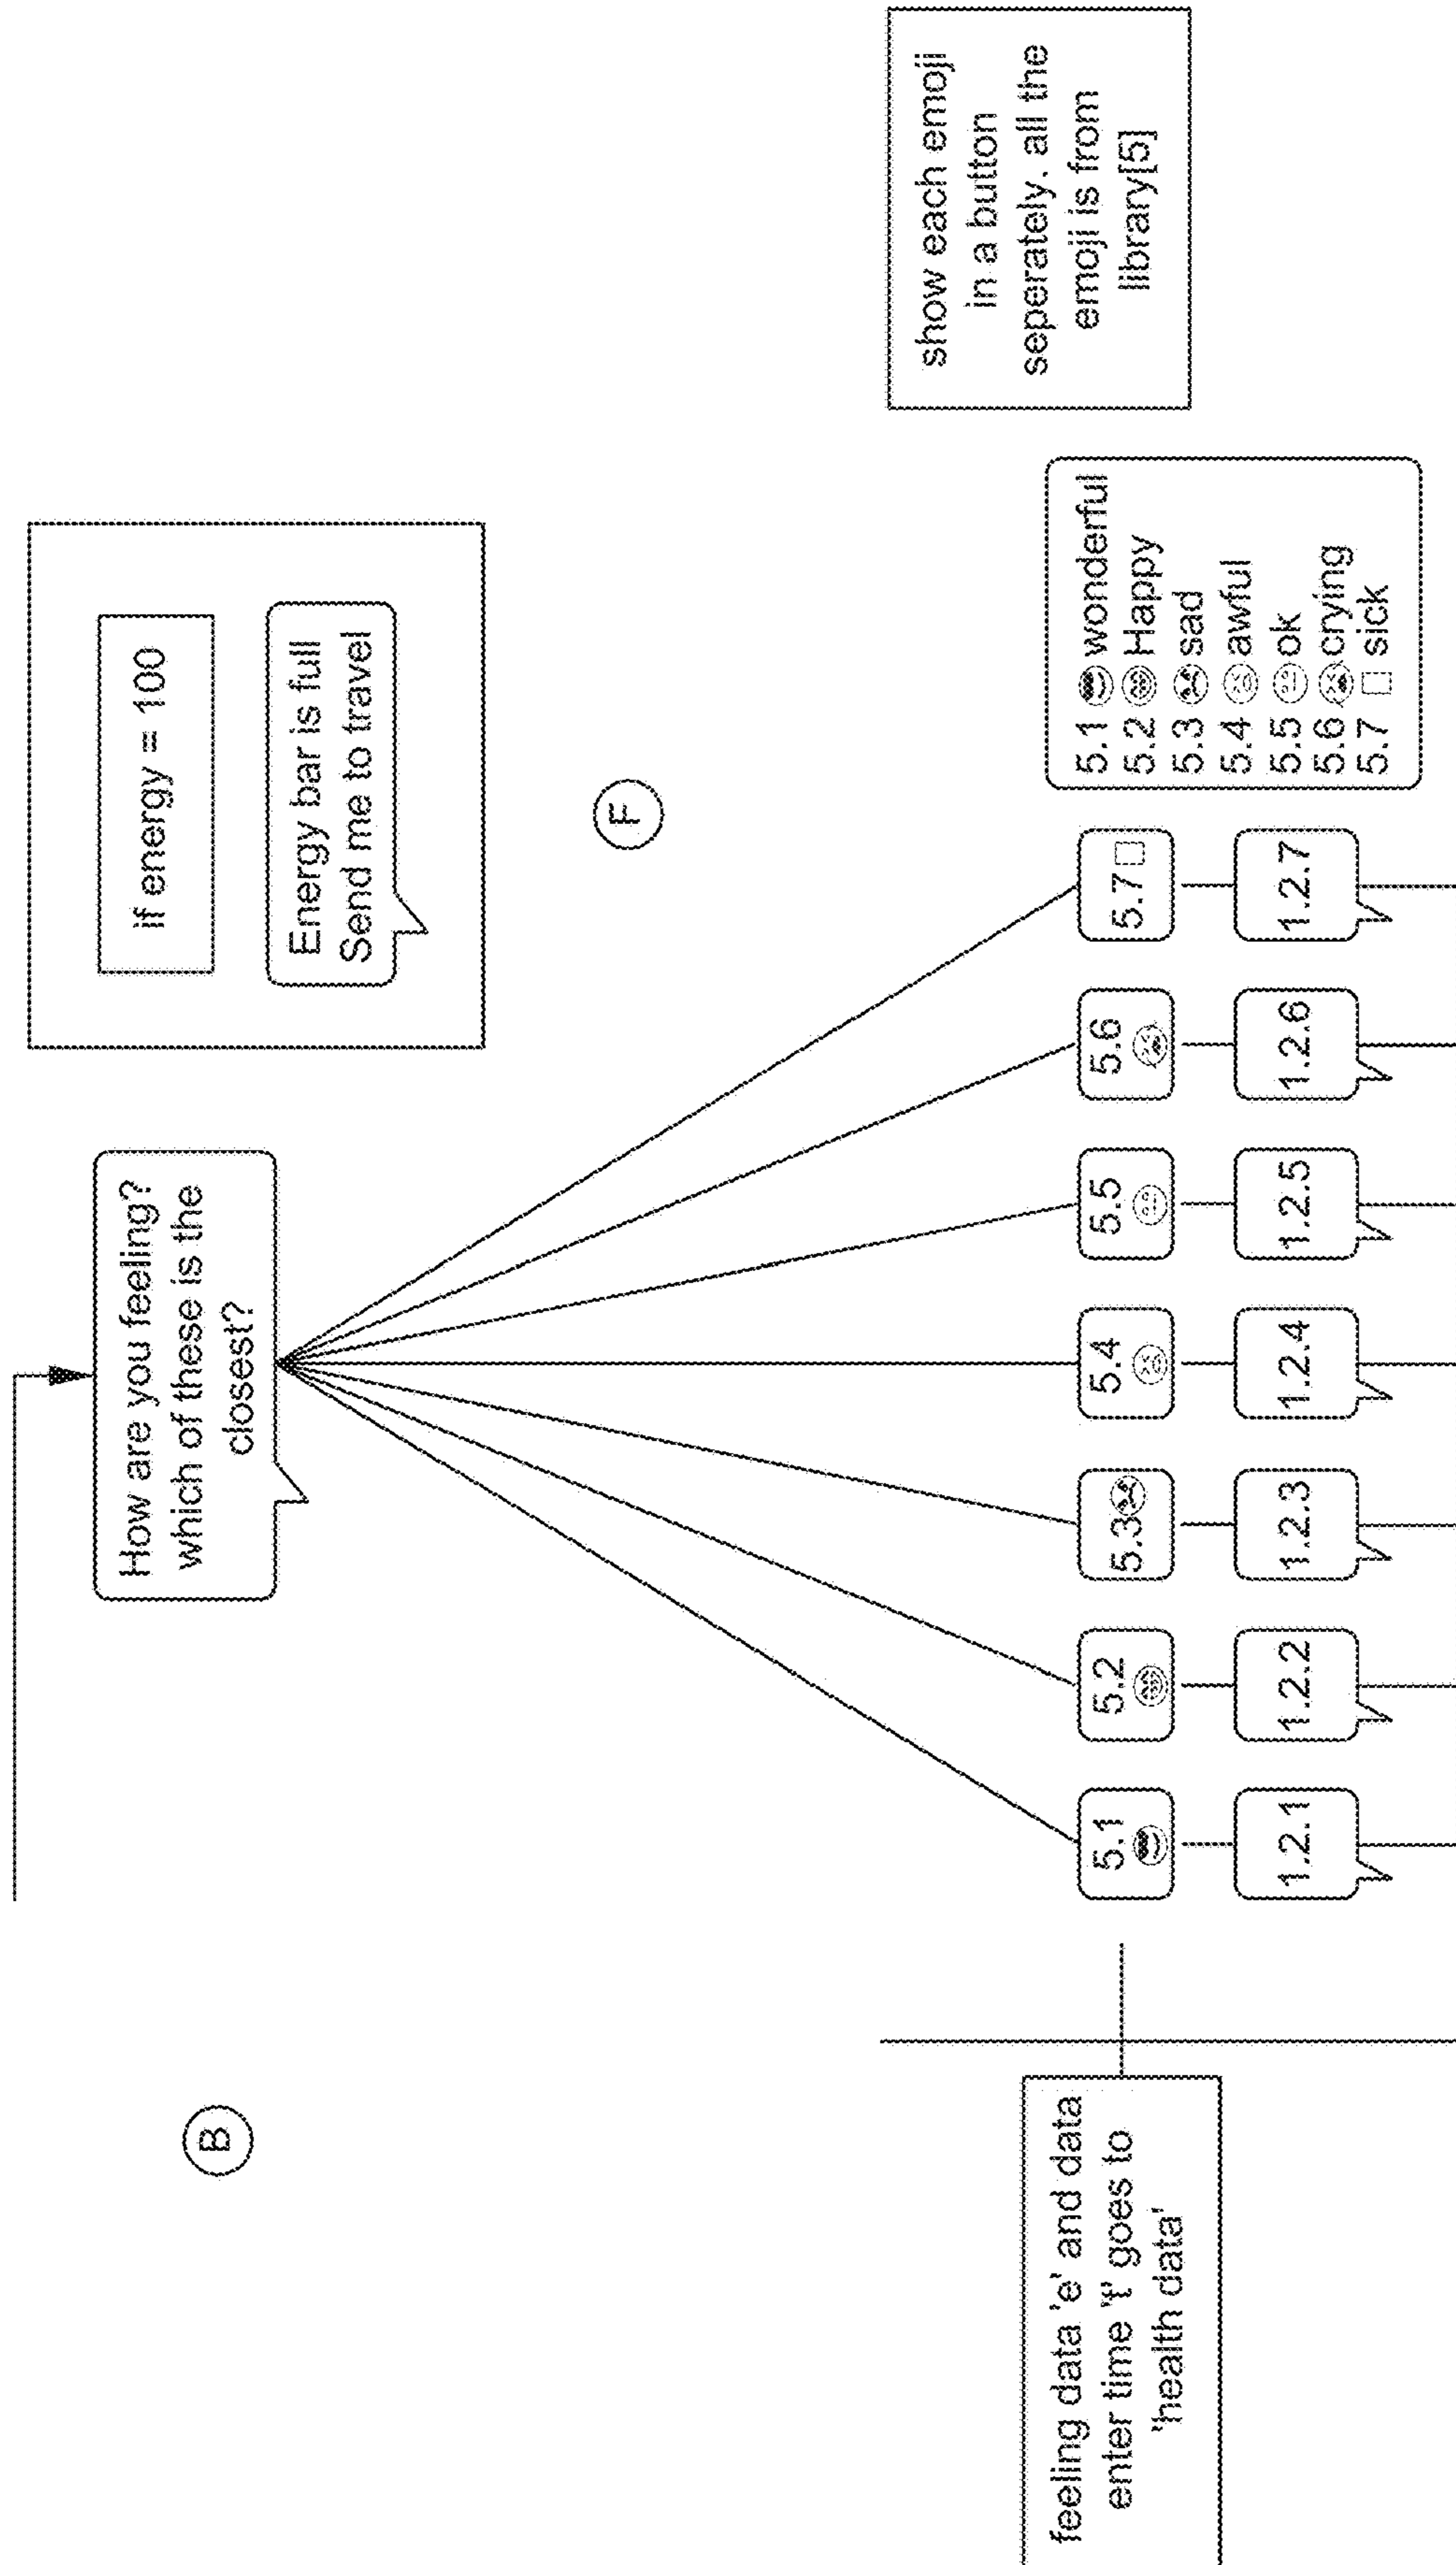 B
How are you feeling?
which of these is the
closest?
if energy = 100
Energy bar is full
Send me to travel
F
show each emoji
in a button
seperately. all the
emoji is from
library[5]
feeling data 'e' and data
enter time 't' goes to
'health data'
5.1
5.2
5.3
5.4
5.5
5.6
5.7
1.2.1
1.2.2
1.2.3
1.2.4
1.2.5
1.2.6
1.2.7
5.1 wonderful
5.2 Happy
5.3 sad
5.4 awful
5.5 ok
5.6 crying
5.7 sick